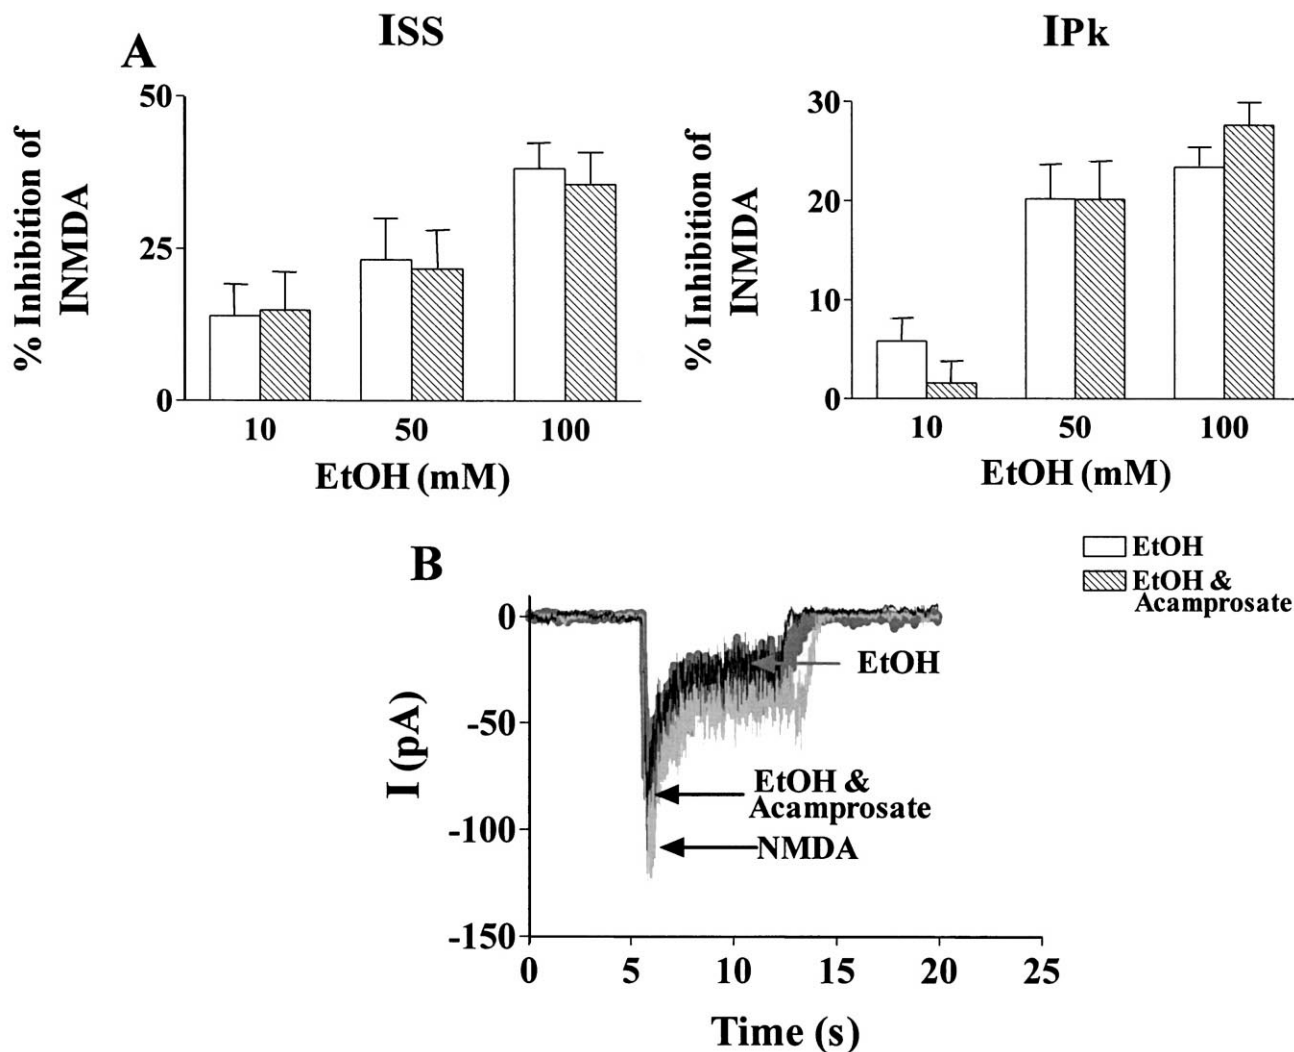 A
ISS
IPk
% Inhibition of
INMDA
50
25
0
10 50 100
EtOH (mM)
% Inhibition of
INMDA
30
20
10
0
10 50 100
EtOH (mM)
EtOH
EtOH &
Acamprosate
B
I (pA)
0
-50
-100
-150
EtOH
EtOH &
Acamprosate
NMDA
0 5 10 15 20 25
Time (s)